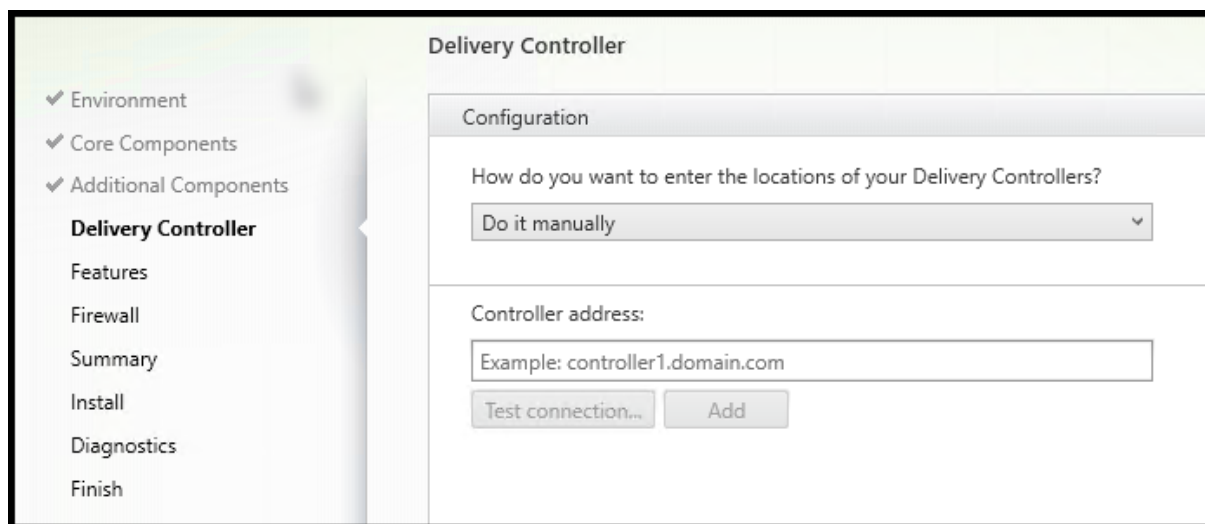 Delivery Controller
Environment
Core Components
Additional Components
Delivery Controller
Features
Firewall
Summary
Install
Diagnostics
Finish
Configuration
How do you want to enter the locations of your Delivery Controllers?
Do it manually
Controller address:
Example: controller1.domain.com
Test connection...
Add